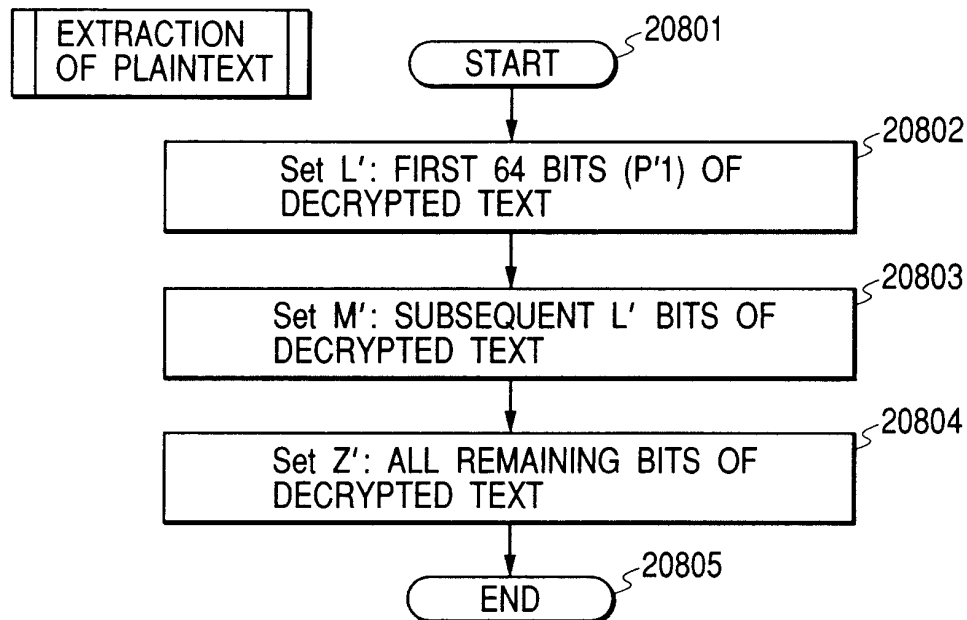 EXTRACTION
OF PLAINTEXT
START
20801
20802
Set L′: FIRST 64 BITS (P′1) OF
DECRYPTED TEXT
20803
Set M′: SUBSEQUENT L′ BITS OF
DECRYPTED TEXT
20804
Set Z′: ALL REMAINING BITS OF
DECRYPTED TEXT
20805
END